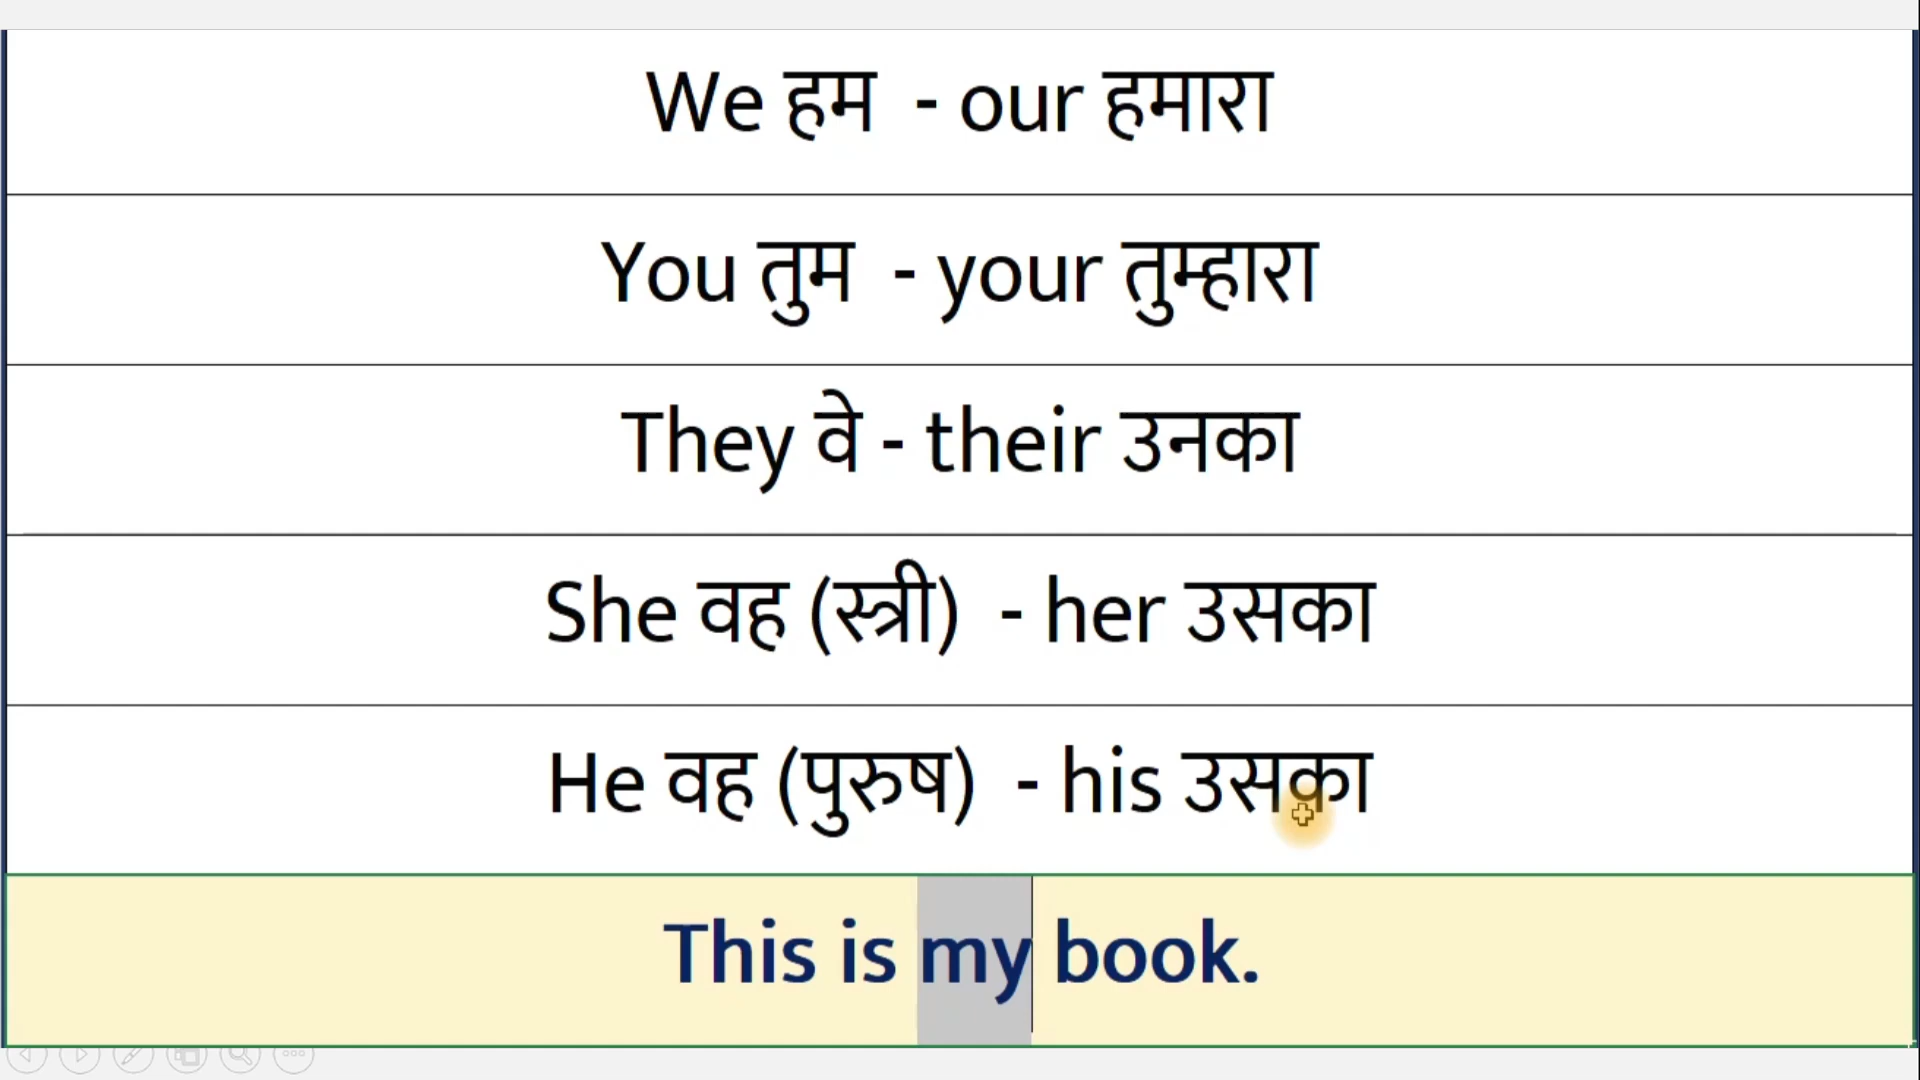 We हम - our हमारा
You तुम - your तुम्हारा
They वे - their उनका
She वह (स्त्री) - her उसका
He वह (पुरुष) - his उसका
This is my book.